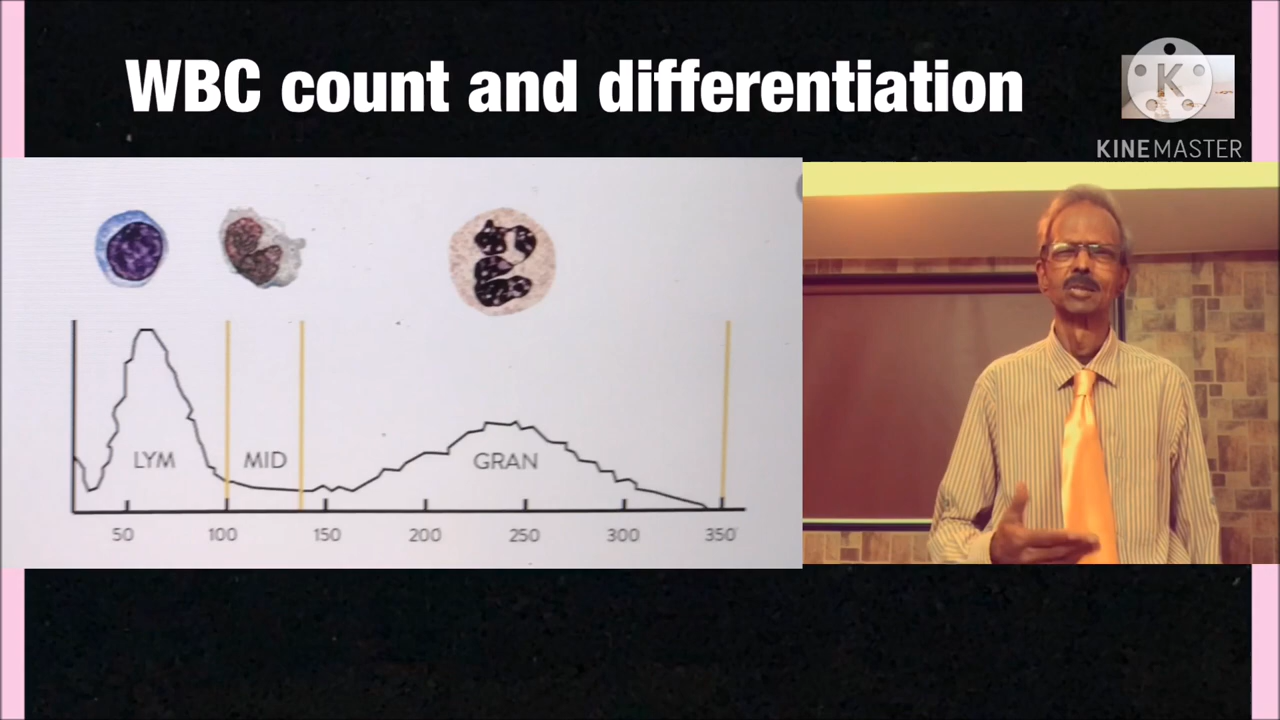 WBC count and differentiation
K
KINEMASTER
LYM MID GRAN
50 100 150 200 250 300 350